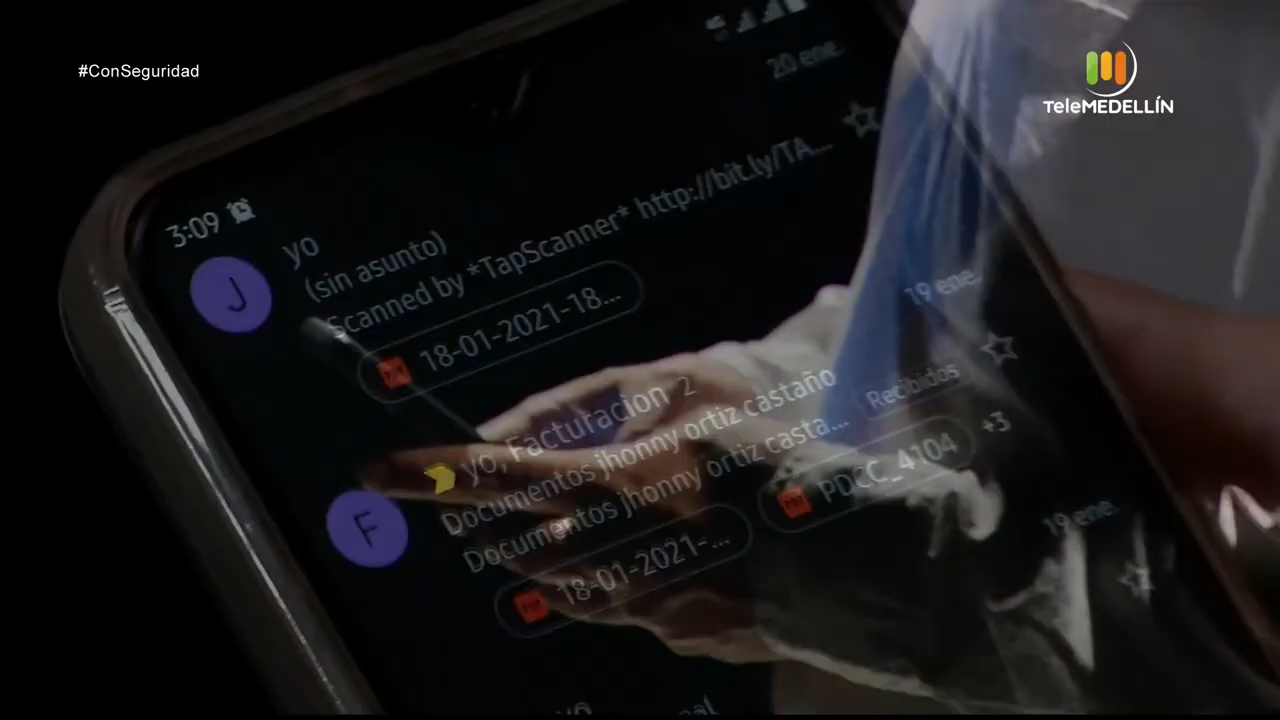 #ConSeguridad
TeleMEDELLÍN
20 ene.
3:09
J
yo
(sin asunto)
Scanned by *TapScanner* http://bit.ly/TA...
18-01-2021-18...
19 ene.
F
yo, Facturacion 2
Documentos jhonny ortiz castaño
Recibidos
Documentos jhonny ortiz casta...
18-01-2021-...
PDCC_4104
+3
19 ene.
yo